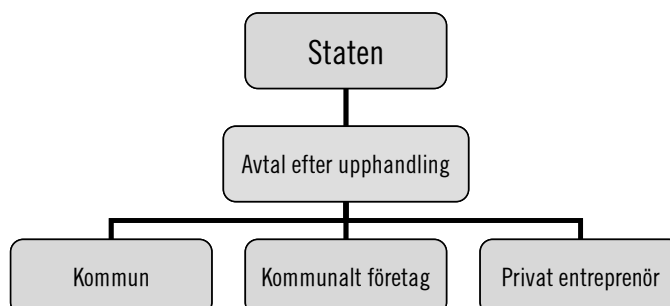 Staten
Avtal efter upphandling
Kommun
Kommunalt företag
Privat entreprenör